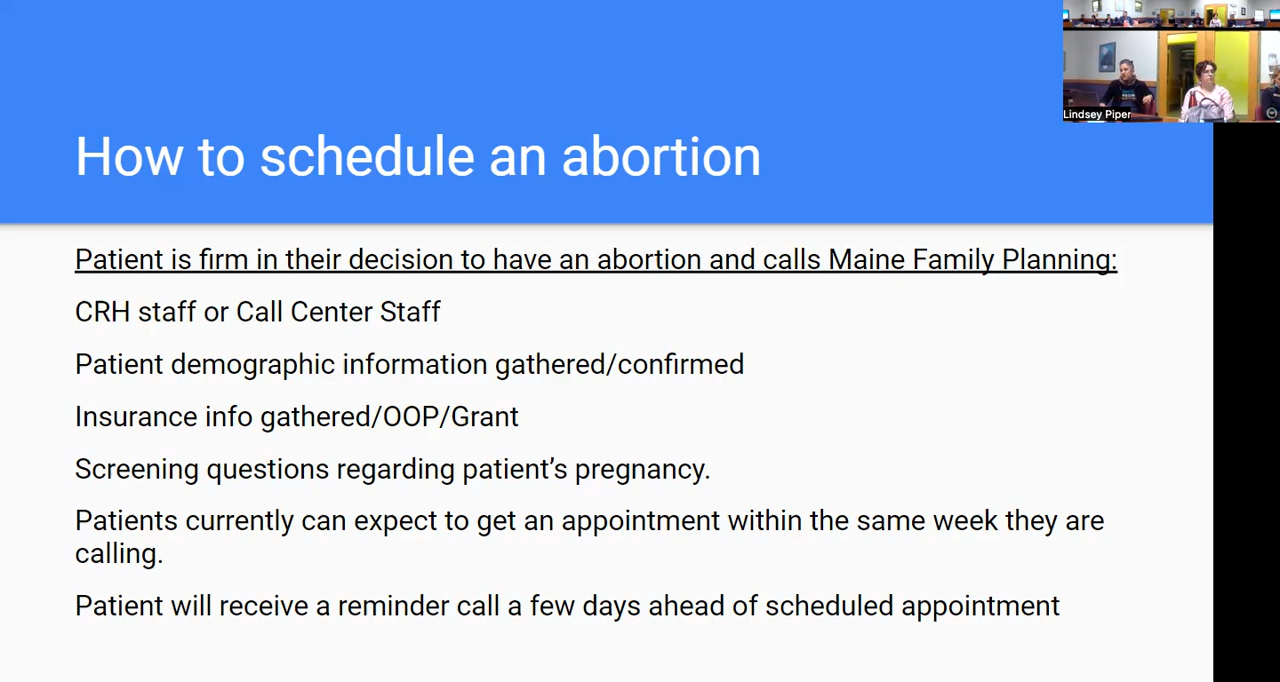 How to schedule an abortion
Patient is firm in their decision to have an abortion and calls Maine Family Planning:
CRH staff or Call Center Staff
Patient demographic information gathered/confirmed
Insurance info gathered/OOP/Grant
Screening questions regarding patient's pregnancy.
Patients currently can expect to get an appointment within the same week they are
calling.
Patient will receive a reminder call a few days ahead of scheduled appointment
Lindsey Piper